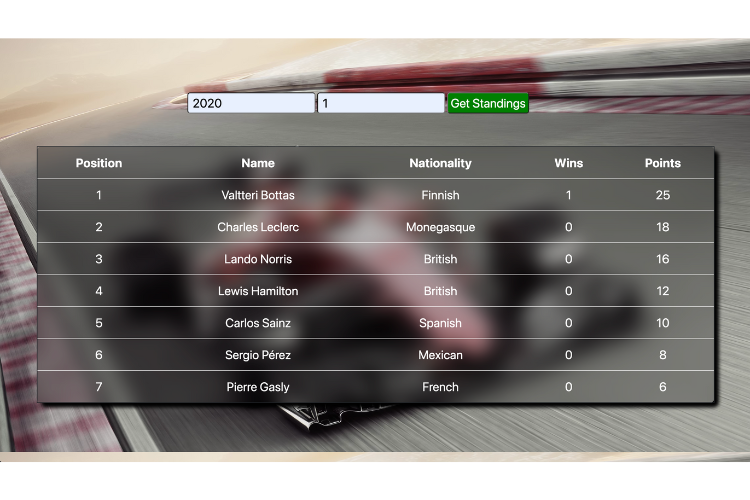 2020 1 Get Standings
Position Name Nationality Wins Points
1 Valtteri Bottas Finnish 1 25
2 Charles Leclerc Monegasque 0 18
3 Lando Norris British 0 16
4 Lewis Hamilton British 0 12
5 Carlos Sainz Spanish 0 10
6 Sergio Pérez Mexican 0 8
7 Pierre Gasly French 0 6